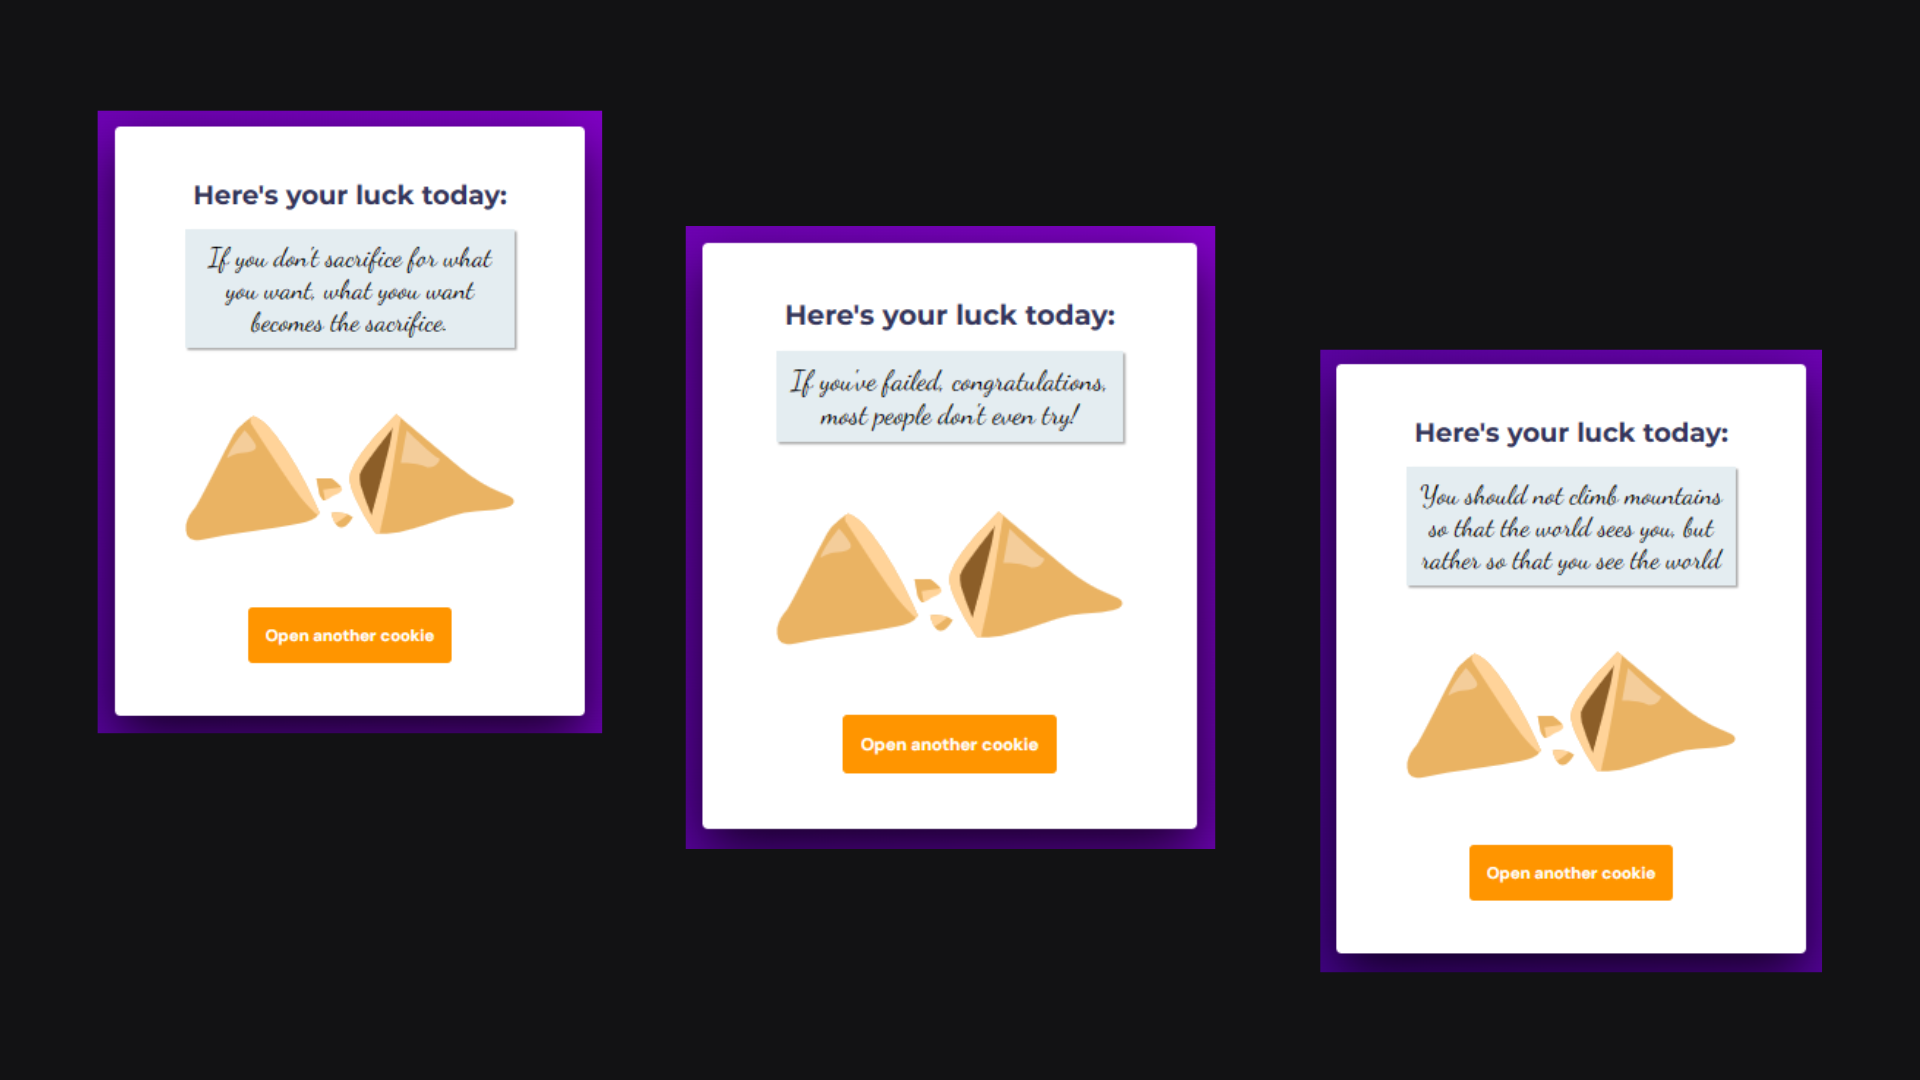 Here's your luck today:
If you don't sacrifice for what
you want, what yoou want
becomes the sacrifice.
Open another cookie
Here's your luck today:
If you've failed, congratulations,
most people don't even try!
Open another cookie
Here's your luck today:
You should not climb mountains
so that the world sees you, but
rather so that you see the world
Open another cookie